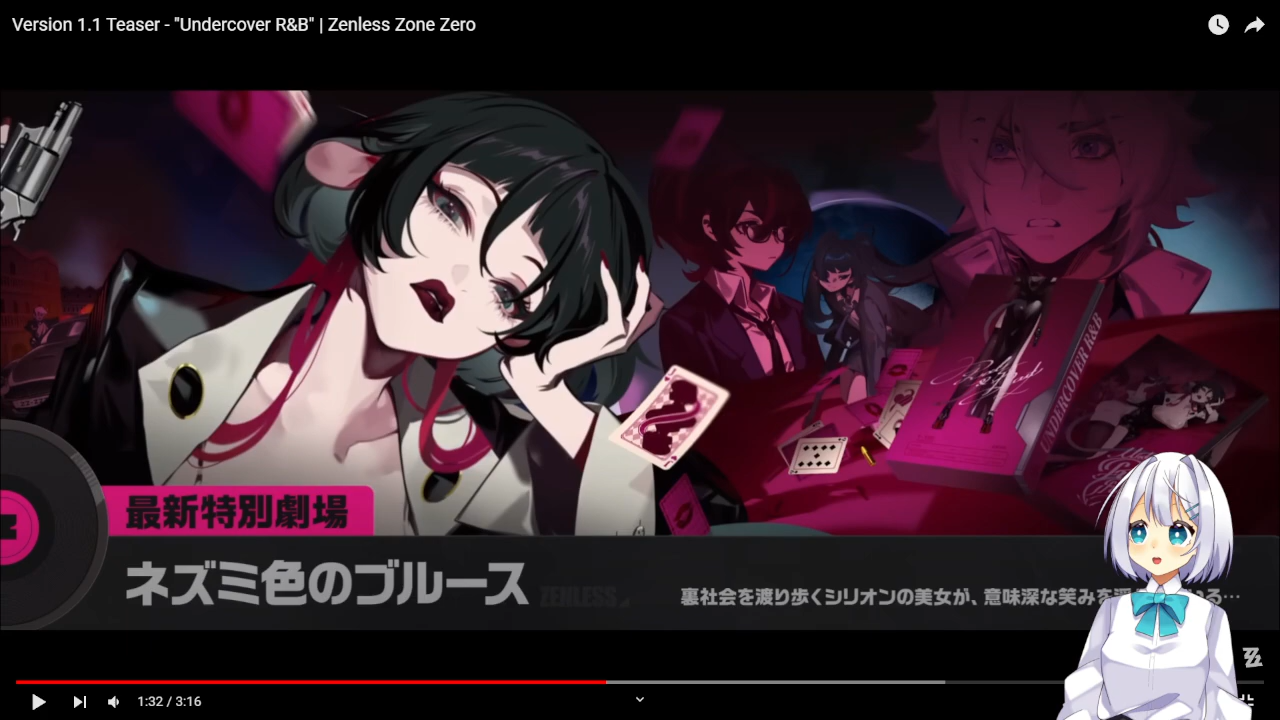 Version 1.1 Teaser - "Undercover R&B" | Zenless Zone Zero
UNDERCOVER R&B
最新特別劇場
ネズミ色のブルース
ZENLESS
裏社会を渡り歩くシリオンの美女が、意味深な笑みを
1:32 / 3:16